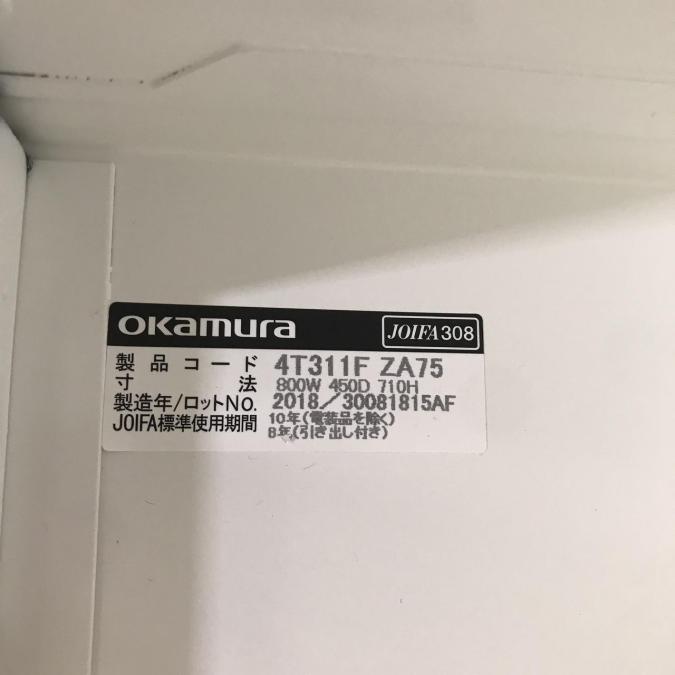 okamura JOIFA308
製品コード 4T311F ZA75
寸法 800W 450D 710H
製造年/ロットNo. 2018/30081815AF
JOIFA標準使用期間 10年(電装品を除く)
8年(引き出し付き)